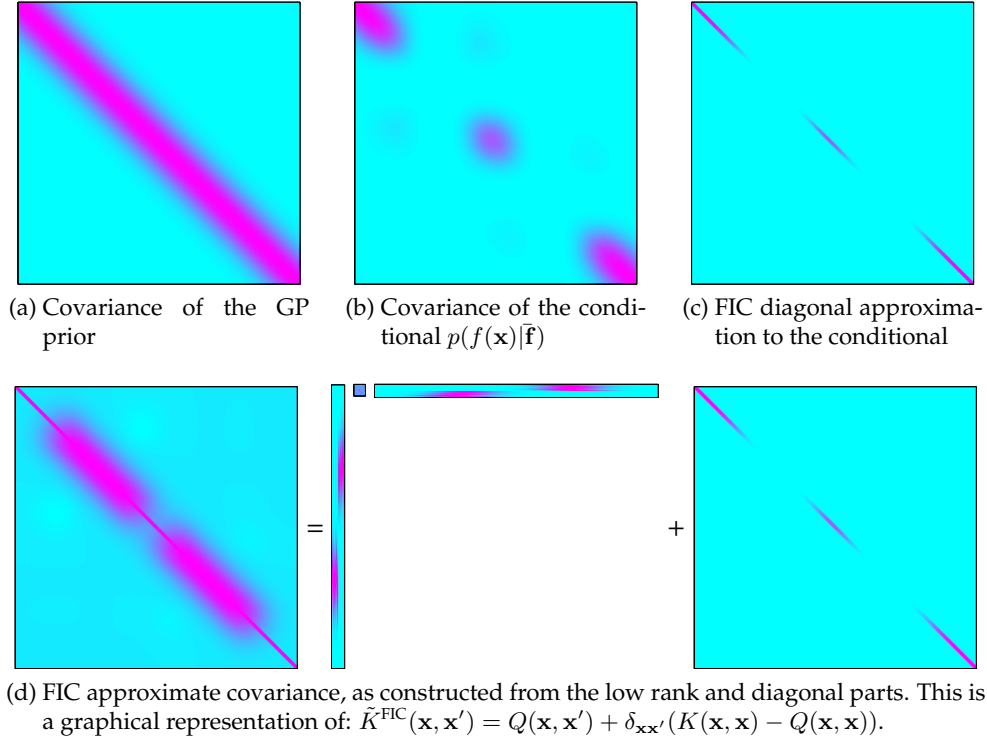 (a) Covariance of the GP
prior
(b) Covariance of the condi-
tional p(f(x)|f̄)
(c) FIC diagonal approxima-
tion to the conditional
=
+
(d) FIC approximate covariance, as constructed from the low rank and diagonal parts. This is
a graphical representation of: K̃^FIC(x, x′) = Q(x, x′) + δ_xx′(K(x, x) − Q(x, x)).